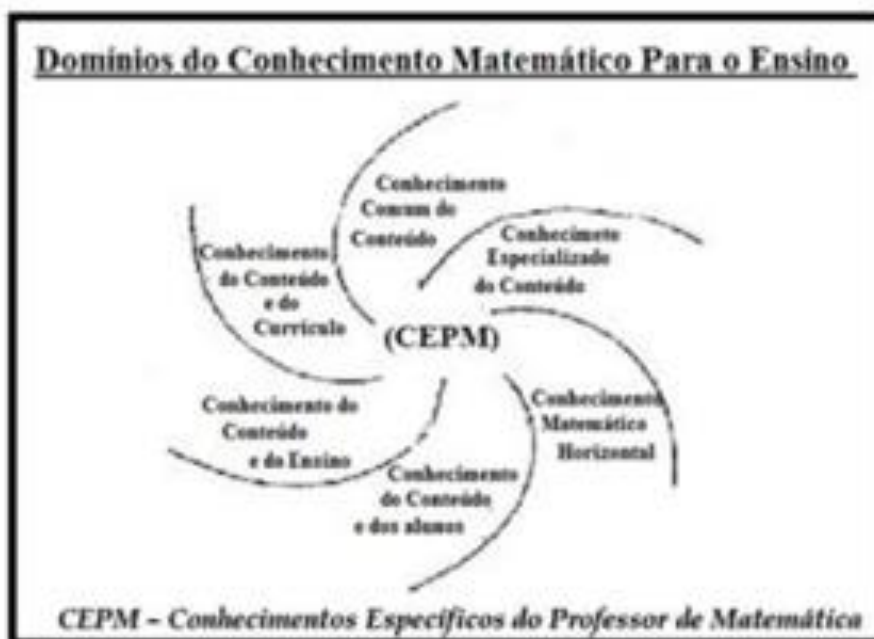 Domínios do Conhecimento Matemático Para o Ensino
Conhecimento
Comum do
Conteúdo
Conhecimeto
Especializado
do Conteúdo
Conhecimento
do Conteúdo
e do
Currículo
(CEPM)
Conhecimento
Matemático
Horizontal
Conhecimento do
Conteúdo
e do Ensino
Conhecimento
do Conteúdo
e dos alunos
CEPM – Conhecimentos Específicos do Professor de Matemática